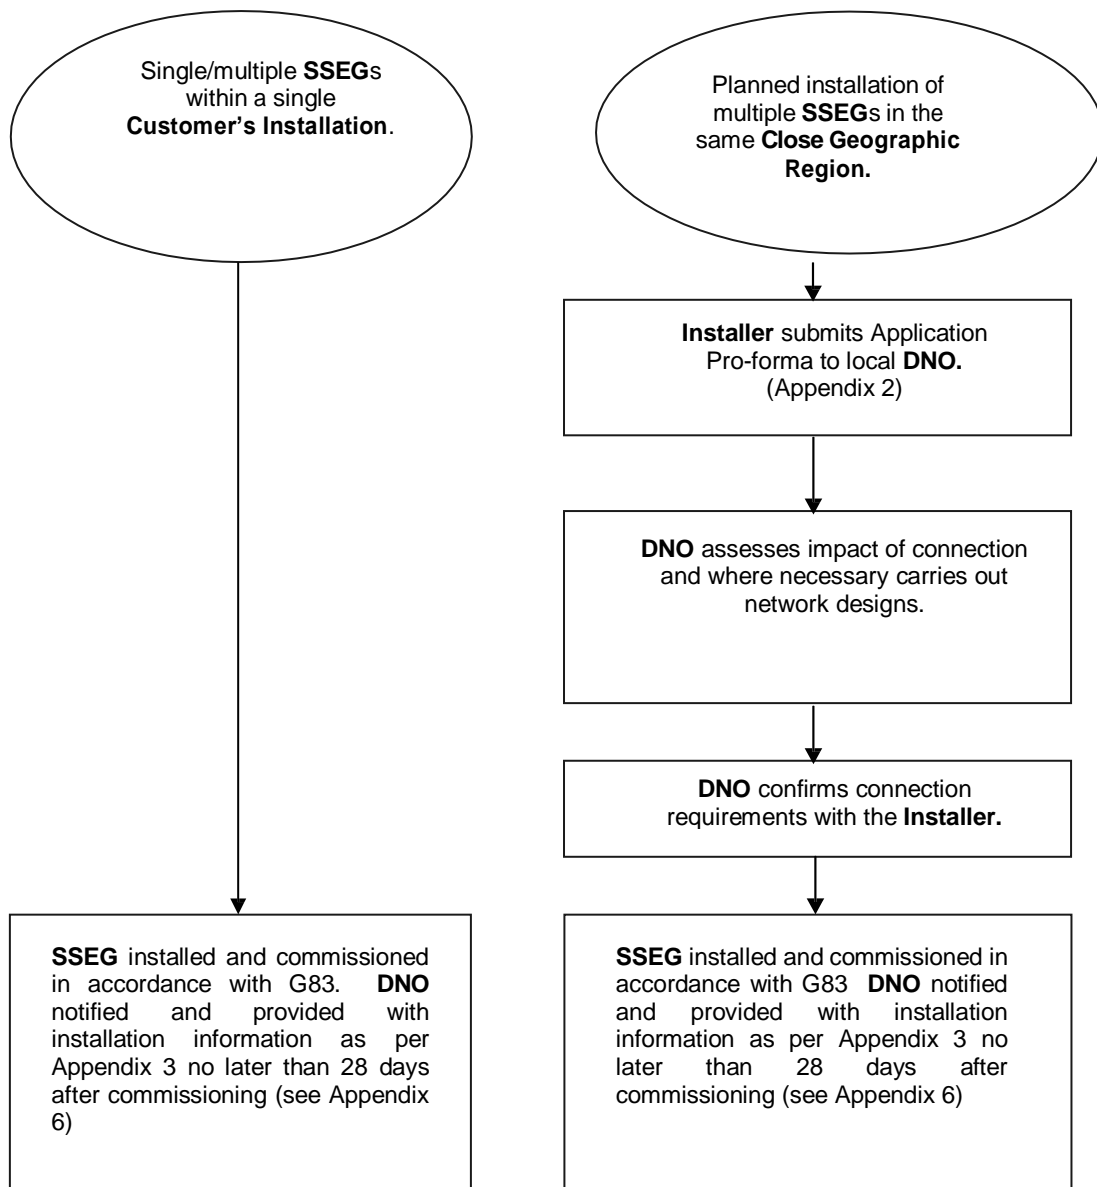 Single/multiple SSEGs
within a single
Customer's Installation.
Planned installation of
multiple SSEGs in the
same Close Geographic
Region.
Installer submits Application
Pro-forma to local DNO.
(Appendix 2)
DNO assesses impact of connection
and where necessary carries out
network designs.
DNO confirms connection
requirements with the Installer.
SSEG installed and commissioned
in accordance with G83. DNO
notified and provided with
installation information as per
Appendix 3 no later than 28 days
after commissioning (see Appendix
6)
SSEG installed and commissioned in
accordance with G83 DNO notified
and provided with installation
information as per Appendix 3 no
later than 28 days after
commissioning (see Appendix 6)